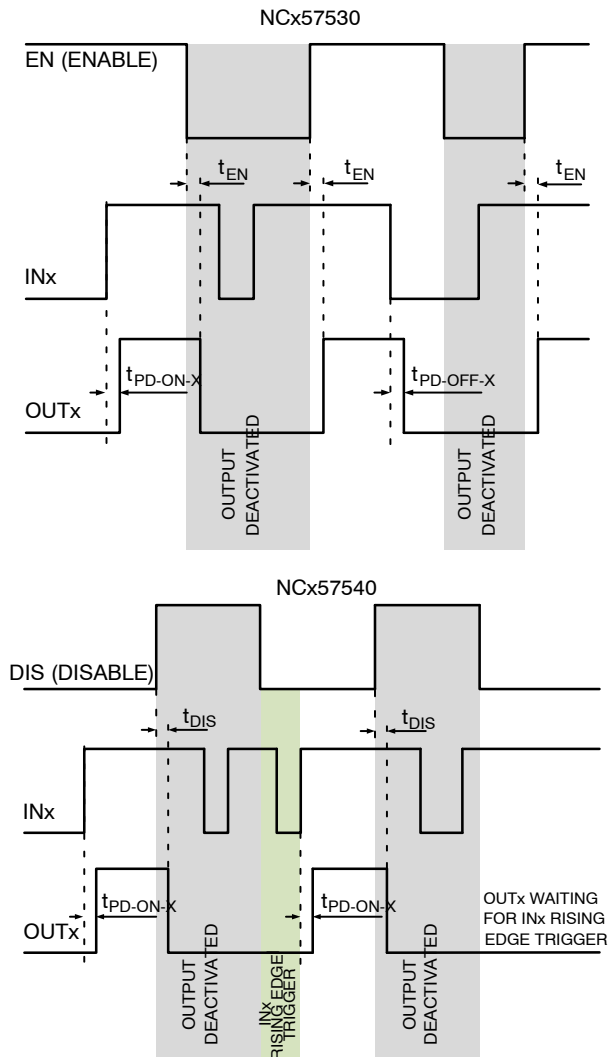 NCx57530
EN (ENABLE)
tEN
tEN
tEN
INx
tPD-ON-X
tPD-OFF-X
OUTx
OUTPUT
DEACTIVATED
OUTPUT
DEACTIVATED
NCx57540
DIS (DISABLE)
tDIS
tDIS
INx
tPD-ON-X
tPD-ON-X
OUTx
OUTx WAITING
FOR INx RISING
EDGE TRIGGER
OUTPUT
DEACTIVATED
INx
RISING EDGE
TRIGGER
OUTPUT
DEACTIVATED